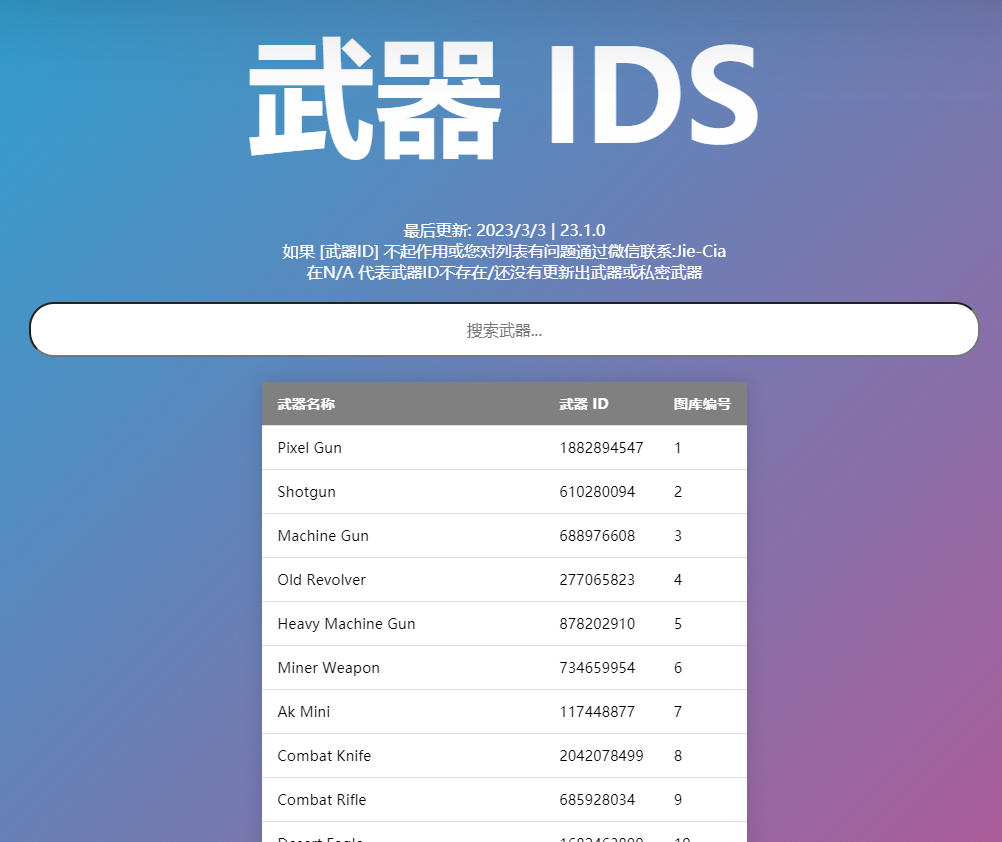 武器 IDS
最后更新: 2023/3/3 | 23.1.0
如果 [武器ID] 不起作用或您对列表有问题通过微信联系:Jie-Cia
在N/A 代表武器ID不存在/还没有更新出武器或私密武器
搜索武器...
武器名称 武器 ID 图库编号
Pixel Gun 1882894547 1
Shotgun 610280094 2
Machine Gun 688976608 3
Old Revolver 277065823 4
Heavy Machine Gun 878202910 5
Miner Weapon 734659954 6
Ak Mini 117448877 7
Combat Knife 2042078499 8
Combat Rifle 685928034 9
Desert Eagle 10